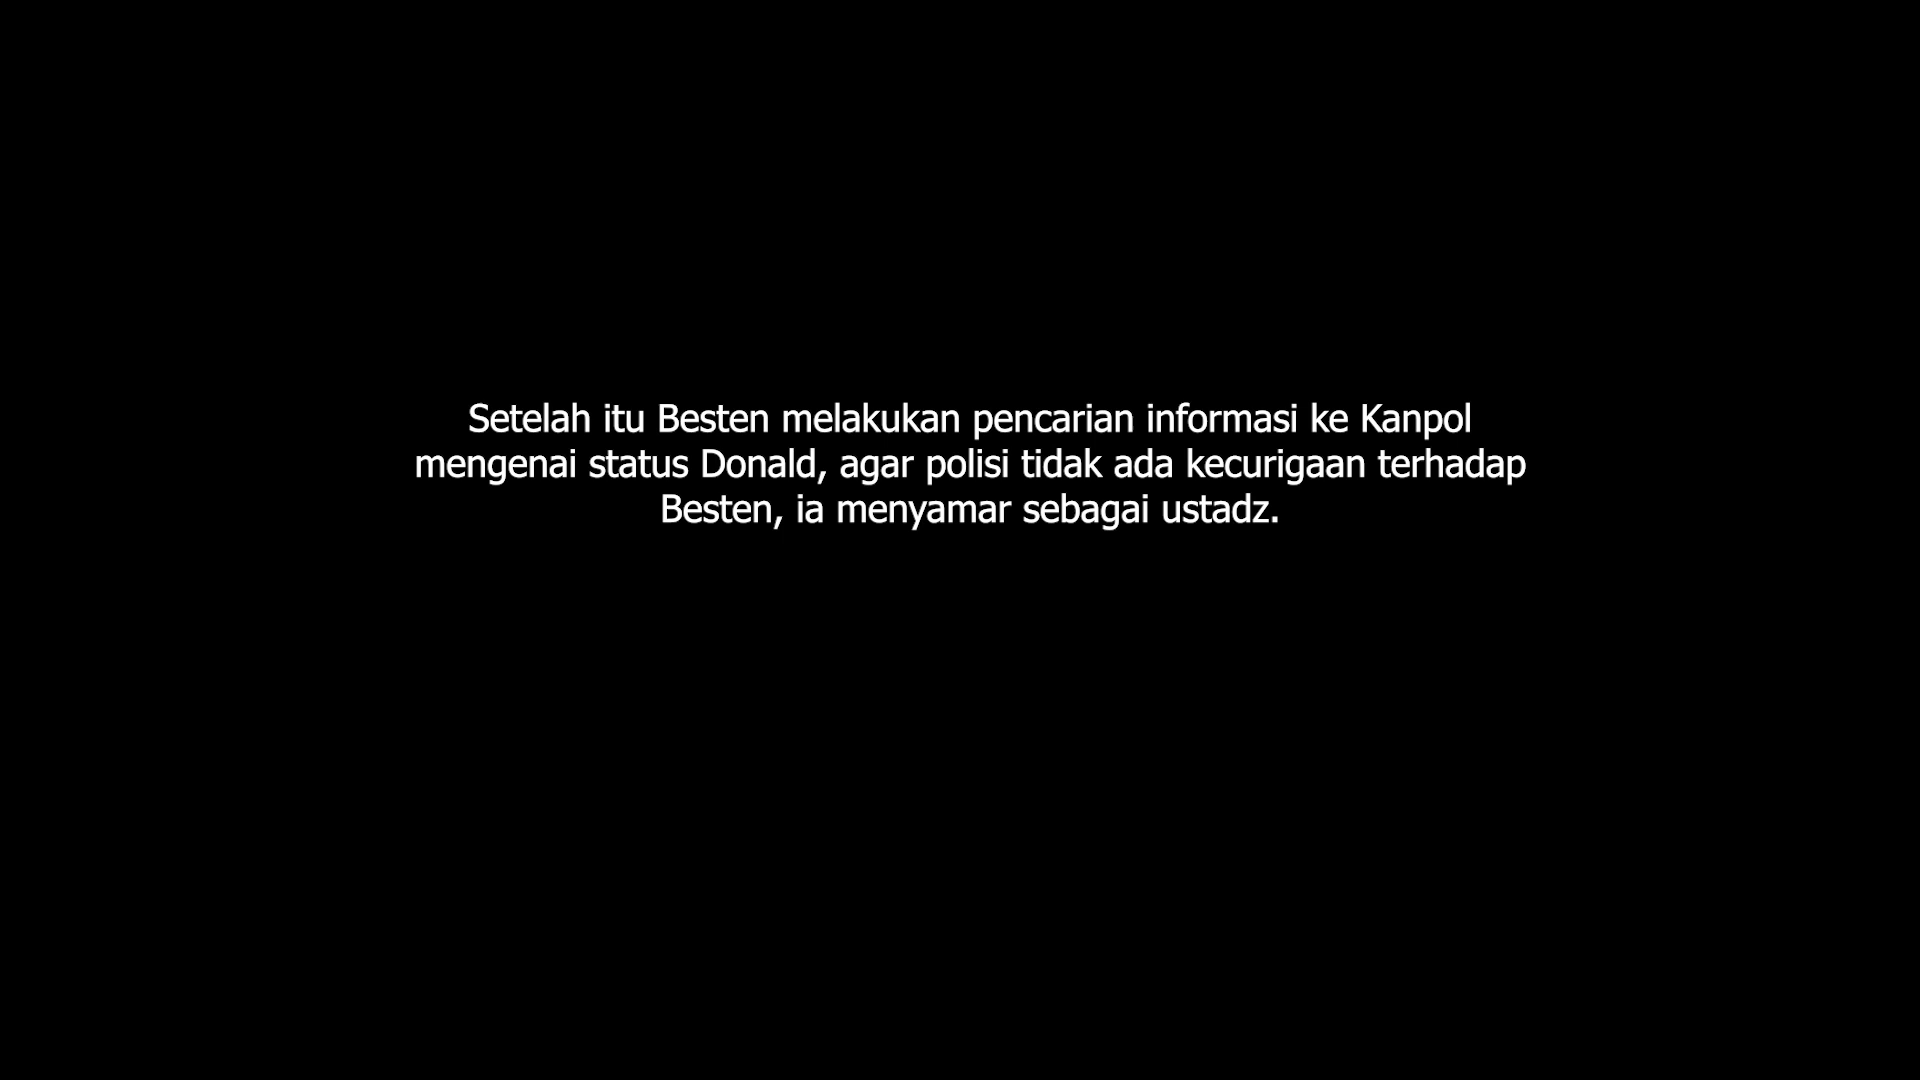 Setelah itu Besten melakukan pencarian informasi ke Kanpol
mengenai status Donald, agar polisi tidak ada kecurigaan terhadap
Besten, ia menyamar sebagai ustadz.